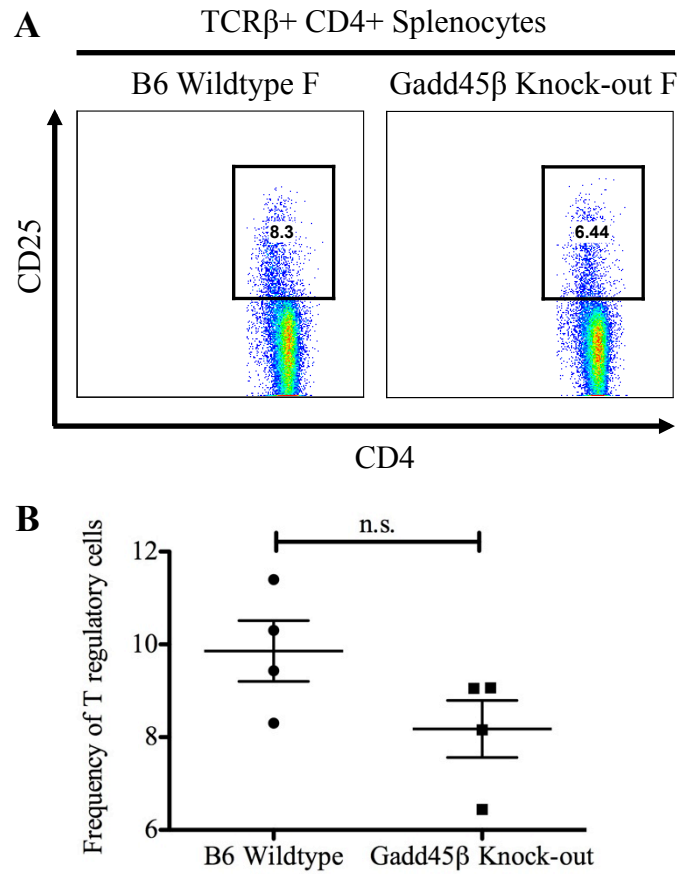 A
TCRβ+ CD4+ Splenocytes
B6 Wildtype F
Gadd45β Knock-out F
CD25
8.3
6.44
CD4
B
n.s.
Frequency of T regulatory cells
12
10
8
6
B6 Wildtype
Gadd45β Knock-out